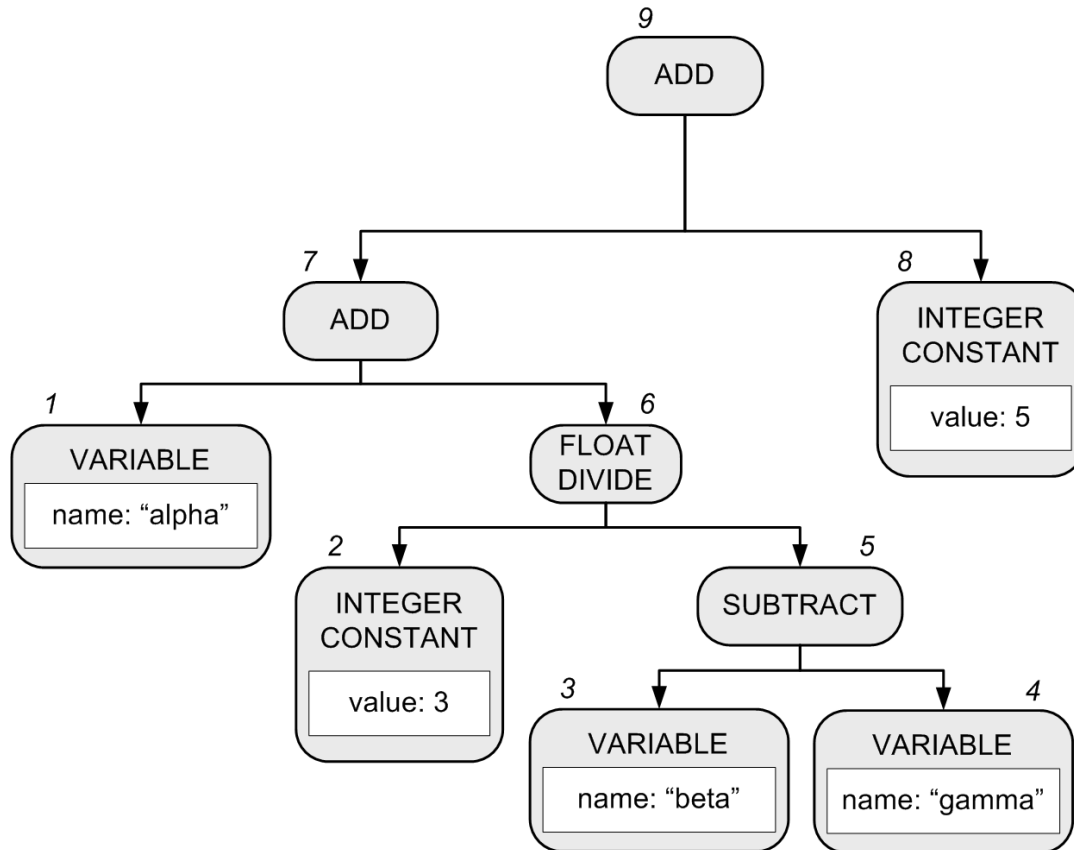 9
ADD
7
ADD
8
INTEGER
CONSTANT
value: 5
1
VARIABLE
name: “alpha”
6
FLOAT
DIVIDE
2
INTEGER
CONSTANT
value: 3
5
SUBTRACT
3
VARIABLE
name: “beta”
4
VARIABLE
name: “gamma”